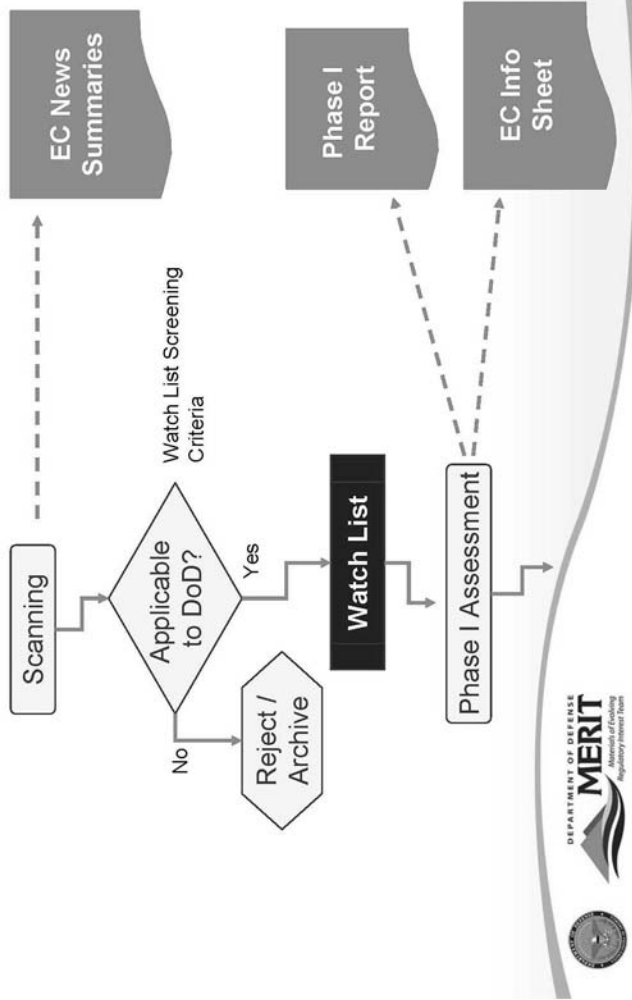 Scanning
EC News
Summaries
Applicable
to DoD?
Watch List Screening
Criteria
No
Yes
Reject /
Archive
Watch List
Phase I Assessment
Phase I
Report
EC Info
Sheet
DEPARTMENT OF DEFENSE
MERIT
Materials of Evolving
Regulatory Interest Team